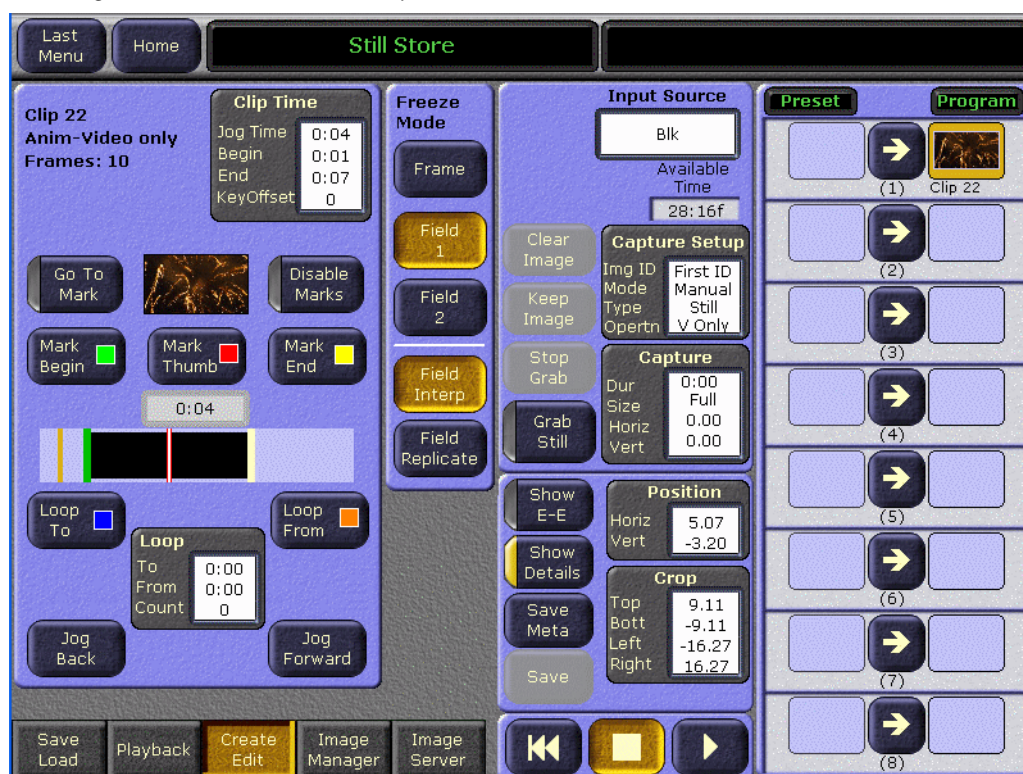 Last Menu
Home
Still Store
Clip 22
Anim-Video only
Frames: 10
Clip Time
Jog Time 0:04
Begin 0:01
End 0:07
KeyOffset 0
Go To Mark
Disable Marks
Mark Begin
Mark Thumb
Mark End
0:04
Loop To
Loop From
Loop
To 0:00
From 0:00
Count 0
Jog Back
Jog Forward
Freeze Mode
Frame
Field 1
Field 2
Field Interp
Field Replicate
Input Source
Blk
Available Time
28:16f
Clear Image
Keep Image
Stop Grab
Grab Still
Capture Setup
Img ID First ID
Mode Manual
Type Still
Opertn V Only
Capture
Dur 0:00
Size Full
Horiz 0.00
Vert 0.00
Show E-E
Show Details
Save Meta
Save
Position
Horiz 5.07
Vert -3.20
Crop
Top 9.11
Bott -9.11
Left -16.27
Right 16.27
Preset
Program
(1) Clip 22
(2)
(3)
(4)
(5)
(6)
(7)
(8)
Save Load
Playback
Create Edit
Image Manager
Image Server